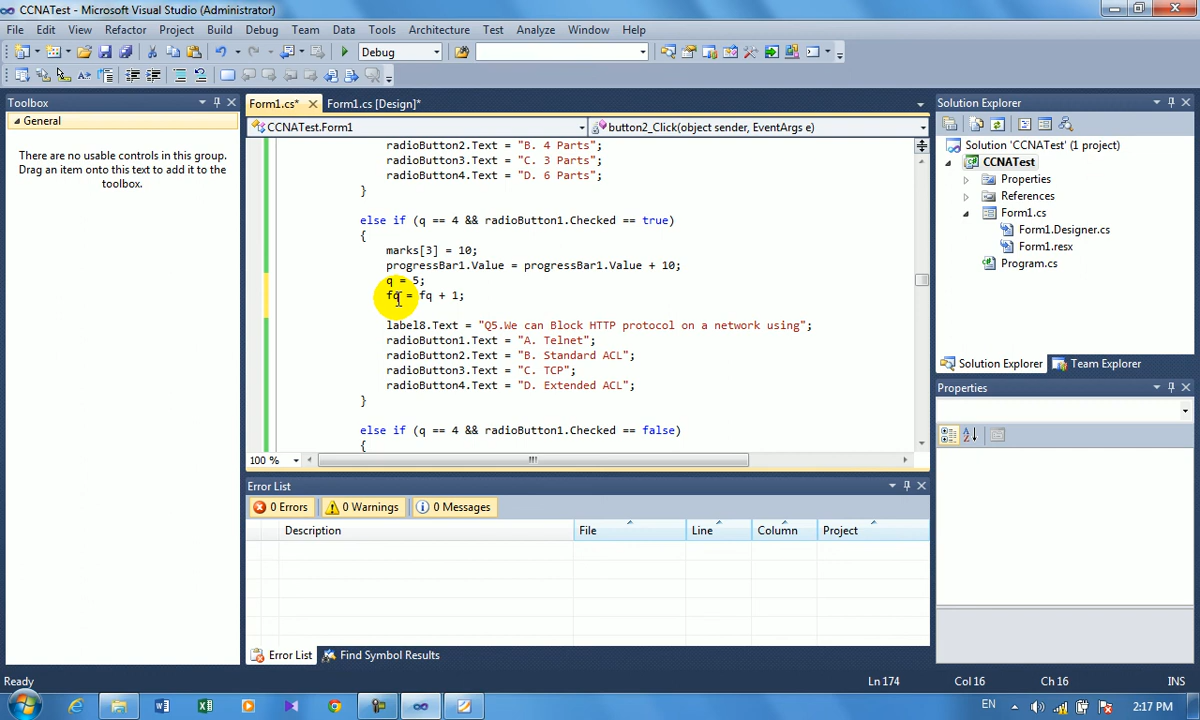 CCNATest - Microsoft Visual Studio (Administrator)
File Edit View Refactor Project Build Debug Team Data Tools Architecture Test Analyze Window Help
Debug
Toolbox
General
There are no usable controls in this group.
Drag an item onto this text to add it to the
toolbox.
Form1.cs* Form1.cs [Design]*
CCNATest.Form1 button2_Click(object sender, EventArgs e)
radioButton2.Text = "B. 4 Parts";
radioButton3.Text = "C. 3 Parts";
radioButton4.Text = "D. 6 Parts";
}
else if (q == 4 && radioButton1.Checked == true)
{
marks[3] = 10;
progressBar1.Value = progressBar1.Value + 10;
q = 5;
fq = fq + 1;
label8.Text = "Q5.We can Block HTTP protocol on a network using";
radioButton1.Text = "A. Telnet";
radioButton2.Text = "B. Standard ACL";
radioButton3.Text = "C. TCP";
radioButton4.Text = "D. Extended ACL";
}
else if (q == 4 && radioButton1.Checked == false)
{
100 %
Error List
0 Errors 0 Warnings 0 Messages
Description File Line Column Project
Error List Find Symbol Results
Solution Explorer
Solution 'CCNATest' (1 project)
CCNATest
Properties
References
Form1.cs
Form1.Designer.cs
Form1.resx
Program.cs
Solution Explorer Team Explorer
Properties
Ready Ln 174 Col 16 Ch 16 INS
EN 2:17 PM